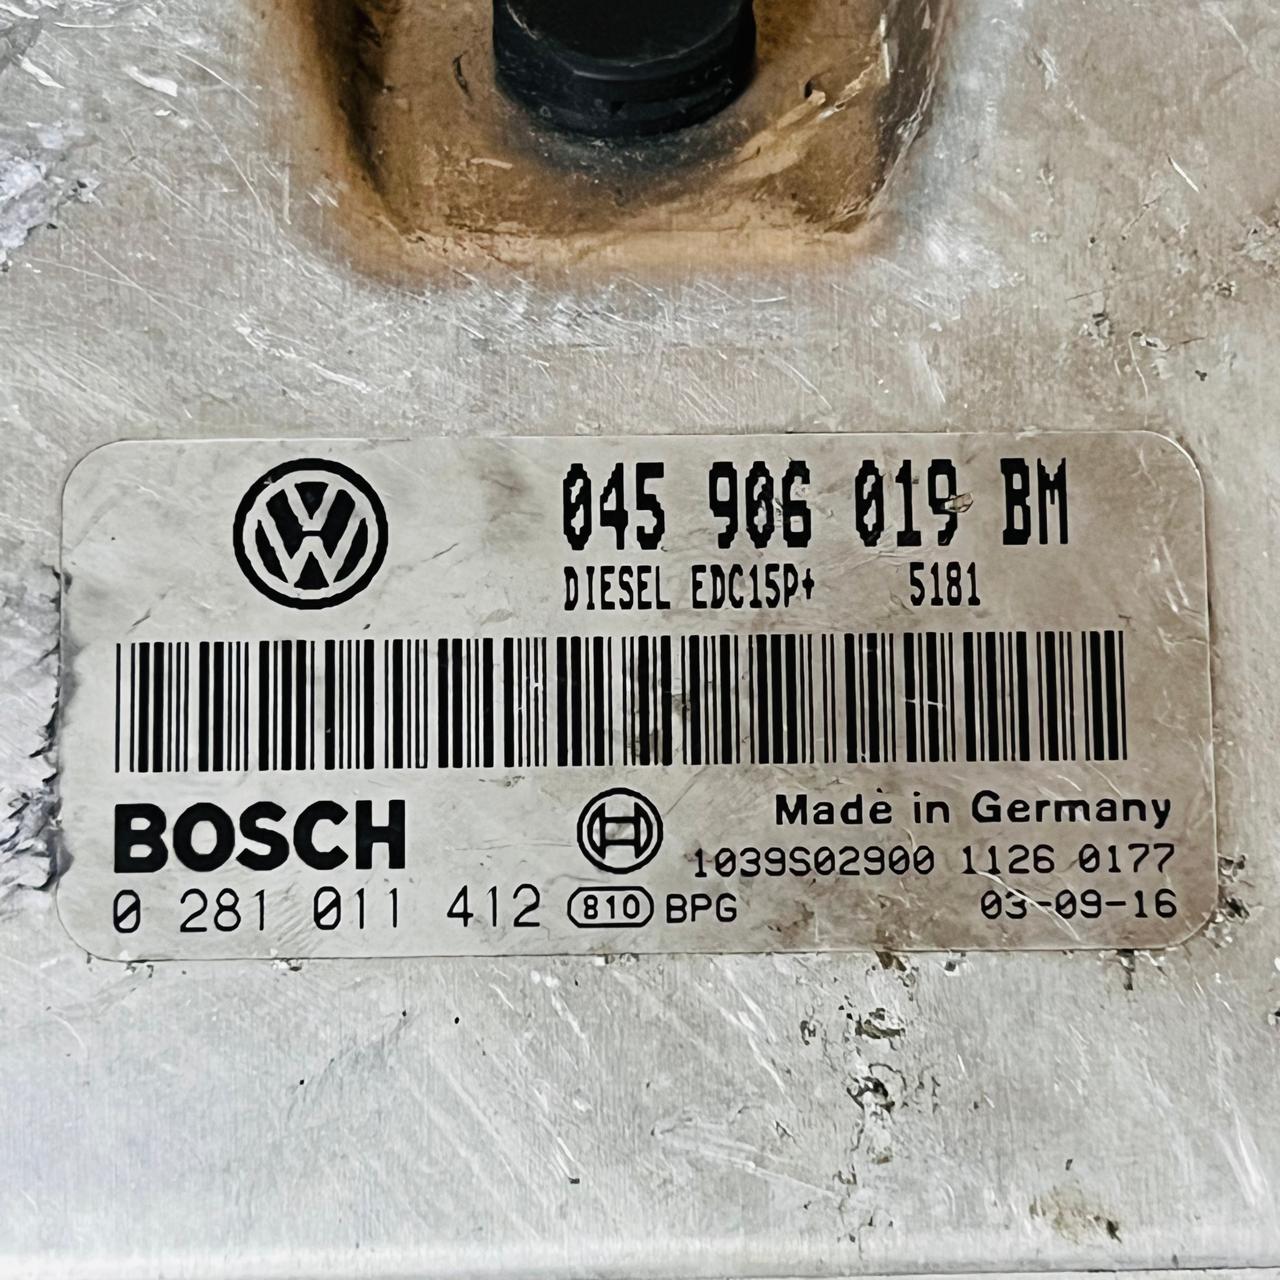 045 906 019 BM
DIESEL EDC15P+ 5181
BOSCH
Made in Germany
1039S02900 1126 0177
0 281 011 412 810 BPG 03-09-16